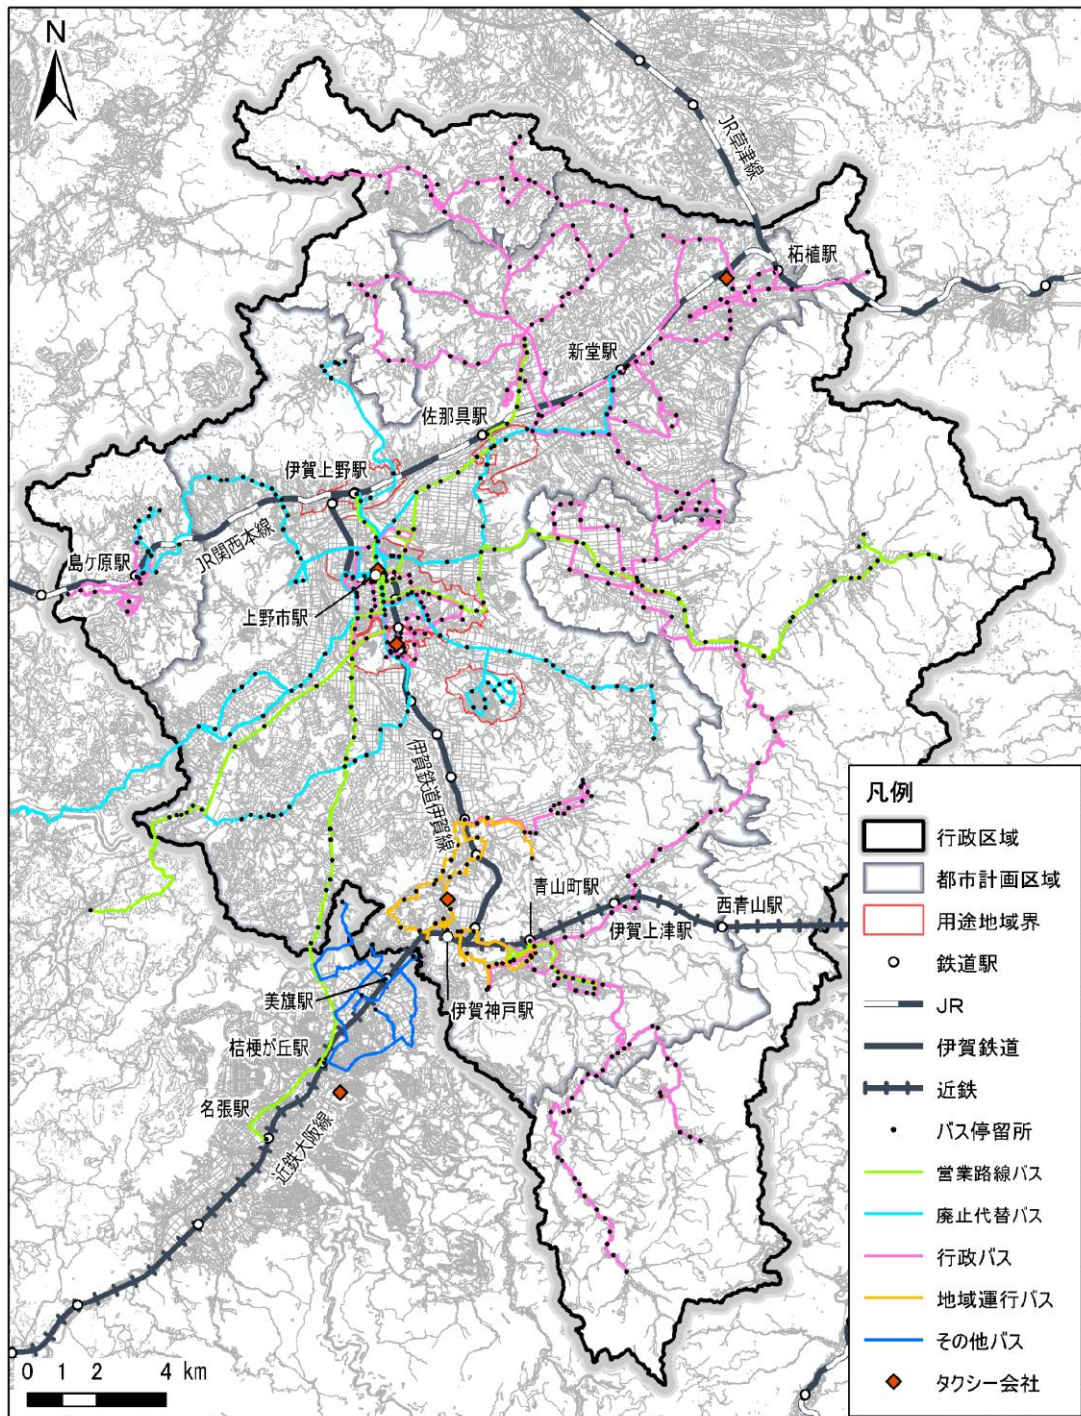 N
JR草津線
柘植駅
新堂駅
佐那具駅
伊賀上野駅
JR関西本線
島ケ原駅
上野市駅
伊賀鉄道伊賀線
青山町駅
西青山駅
伊賀上津駅
美旗駅
伊賀神戸駅
桔梗が丘駅
名張駅
近鉄大阪線
0 1 2 4 km
凡例
行政区域
都市計画区域
用途地域界
鉄道駅
JR
伊賀鉄道
近鉄
バス停留所
営業路線バス
廃止代替バス
行政バス
地域運行バス
その他バス
タクシー会社